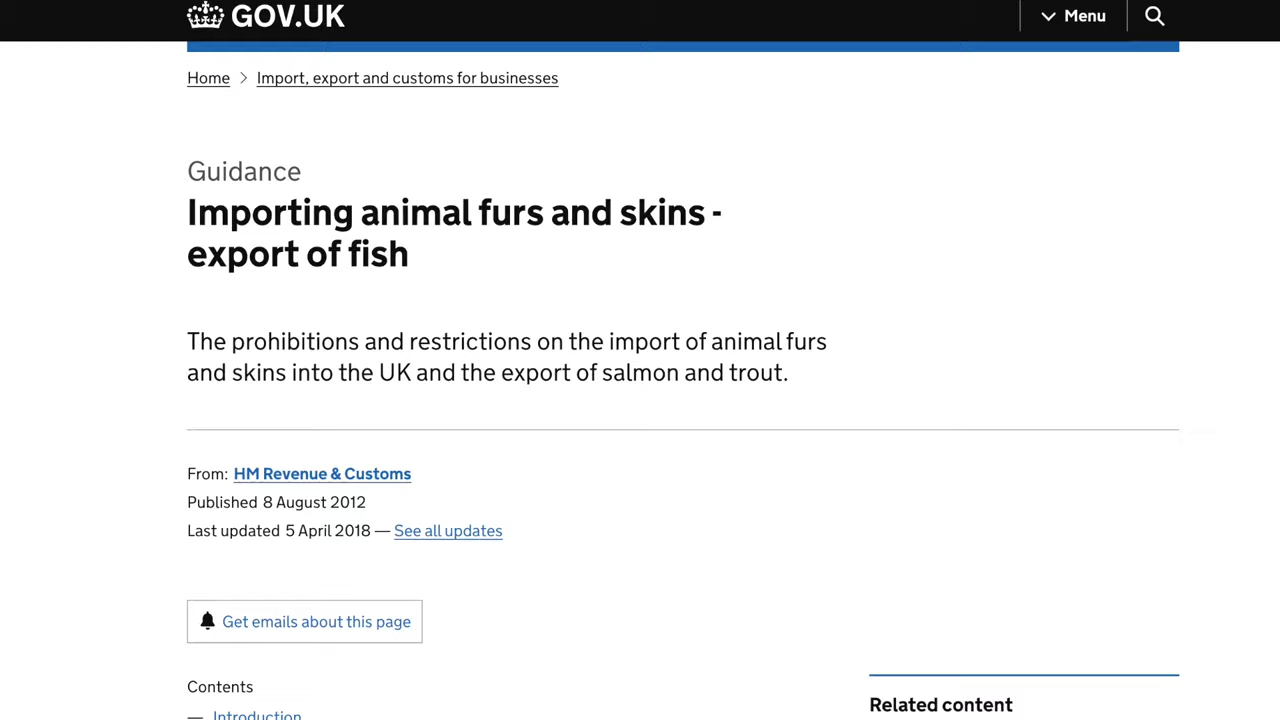 GOV.UK
Menu
Home
Import, export and customs for businesses
Guidance
Importing animal furs and skins -
export of fish
The prohibitions and restrictions on the import of animal furs
and skins into the UK and the export of salmon and trout.
From: HM Revenue & Customs
Published 8 August 2012
Last updated 5 April 2018 — See all updates
Get emails about this page
Contents
— Introduction
Related content